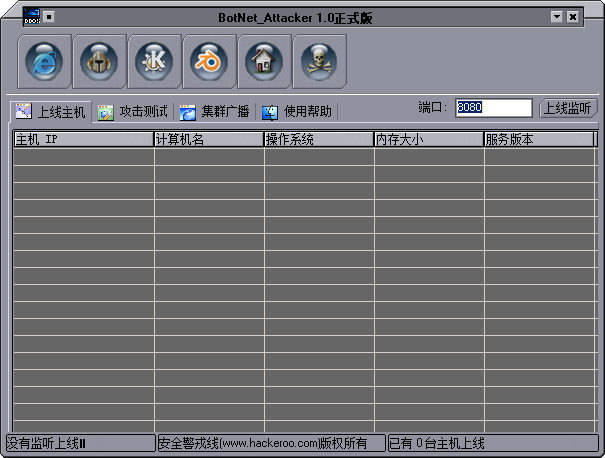 DDOS
BotNet_Attacker 1.0正式版
上线主机 攻击测试 集群广播 使用帮助 端口: 8080 上线监听
主机 IP 计算机名 操作系统 内存大小 服务版本
没有监听上线!! 安全警戒线(www.hackeroo.com)版权所有 已有 0 台主机上线